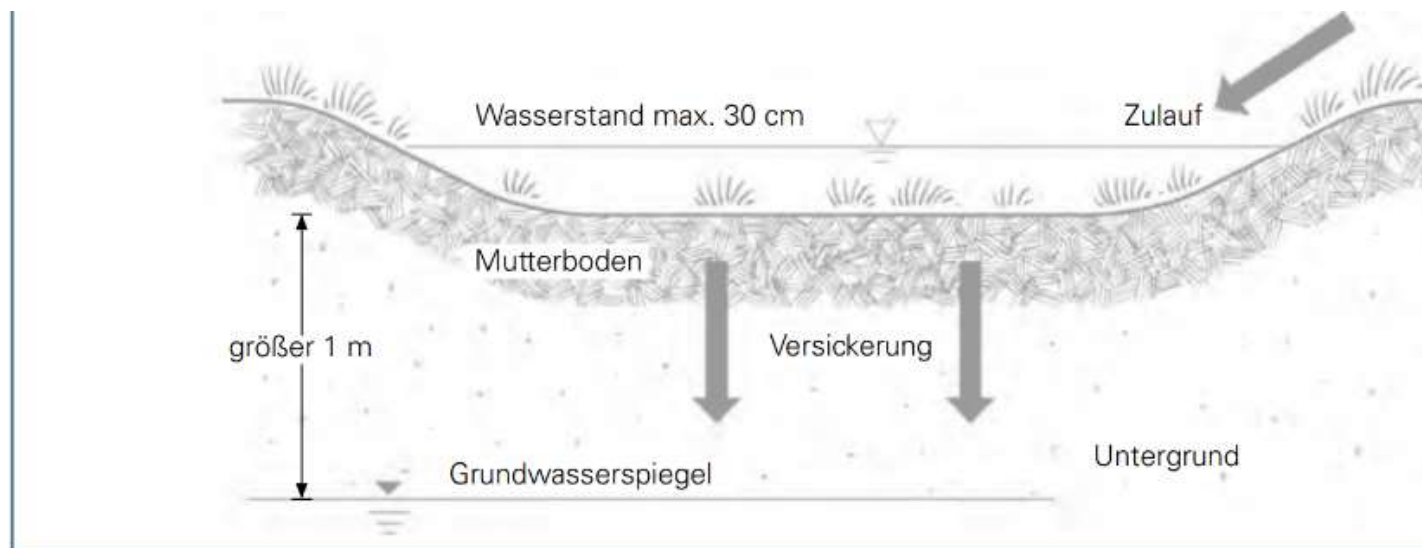 Wasserstand max. 30 cm
Zulauf
Mutterboden
größer 1 m
Versickerung
Grundwasserspiegel
Untergrund